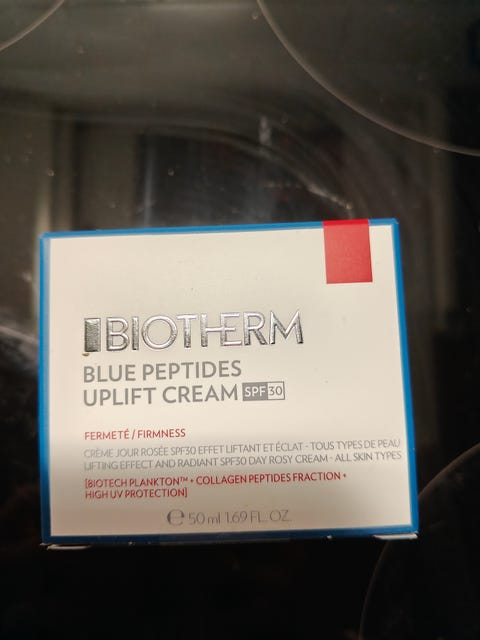 BIOTHERM
BLUE PEPTIDES
UPLIFT CREAM SPF30
FERMETÉ / FIRMNESS
CRÈME JOUR ROSÉE SPF30 EFFET LIFTANT ET ÉCLAT - TOUS TYPES DE PEAU
LIFTING EFFECT AND RADIANT SPF30 DAY ROSY CREAM - ALL SKIN TYPES
[BIOTECH PLANKTON™ + COLLAGEN PEPTIDES FRACTION +
HIGH UV PROTECTION]
℮ 50 ml 1.69 FL. OZ.